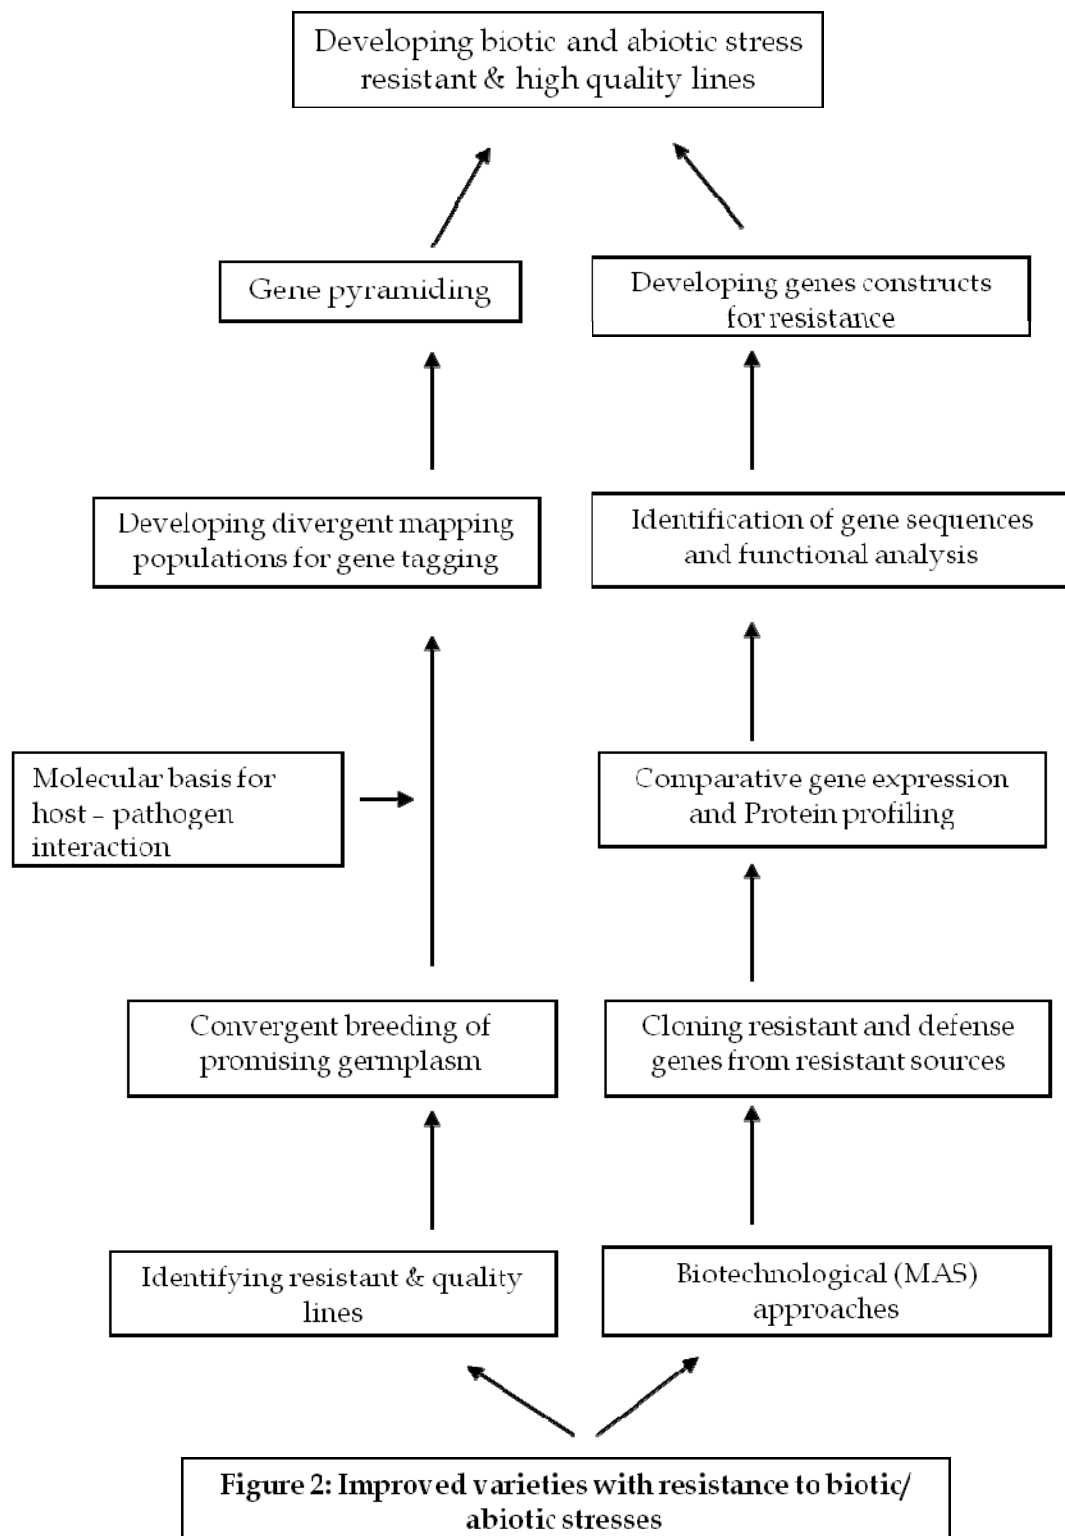 Developing biotic and abiotic stress
resistant & high quality lines
Gene pyramiding
Developing genes constructs
for resistance
Developing divergent mapping
populations for gene tagging
Identification of gene sequences
and functional analysis
Molecular basis for
host – pathogen
interaction
Comparative gene expression
and Protein profiling
Convergent breeding of
promising germplasm
Cloning resistant and defense
genes from resistant sources
Identifying resistant & quality
lines
Biotechnological (MAS)
approaches
Figure 2: Improved varieties with resistance to biotic/
abiotic stresses